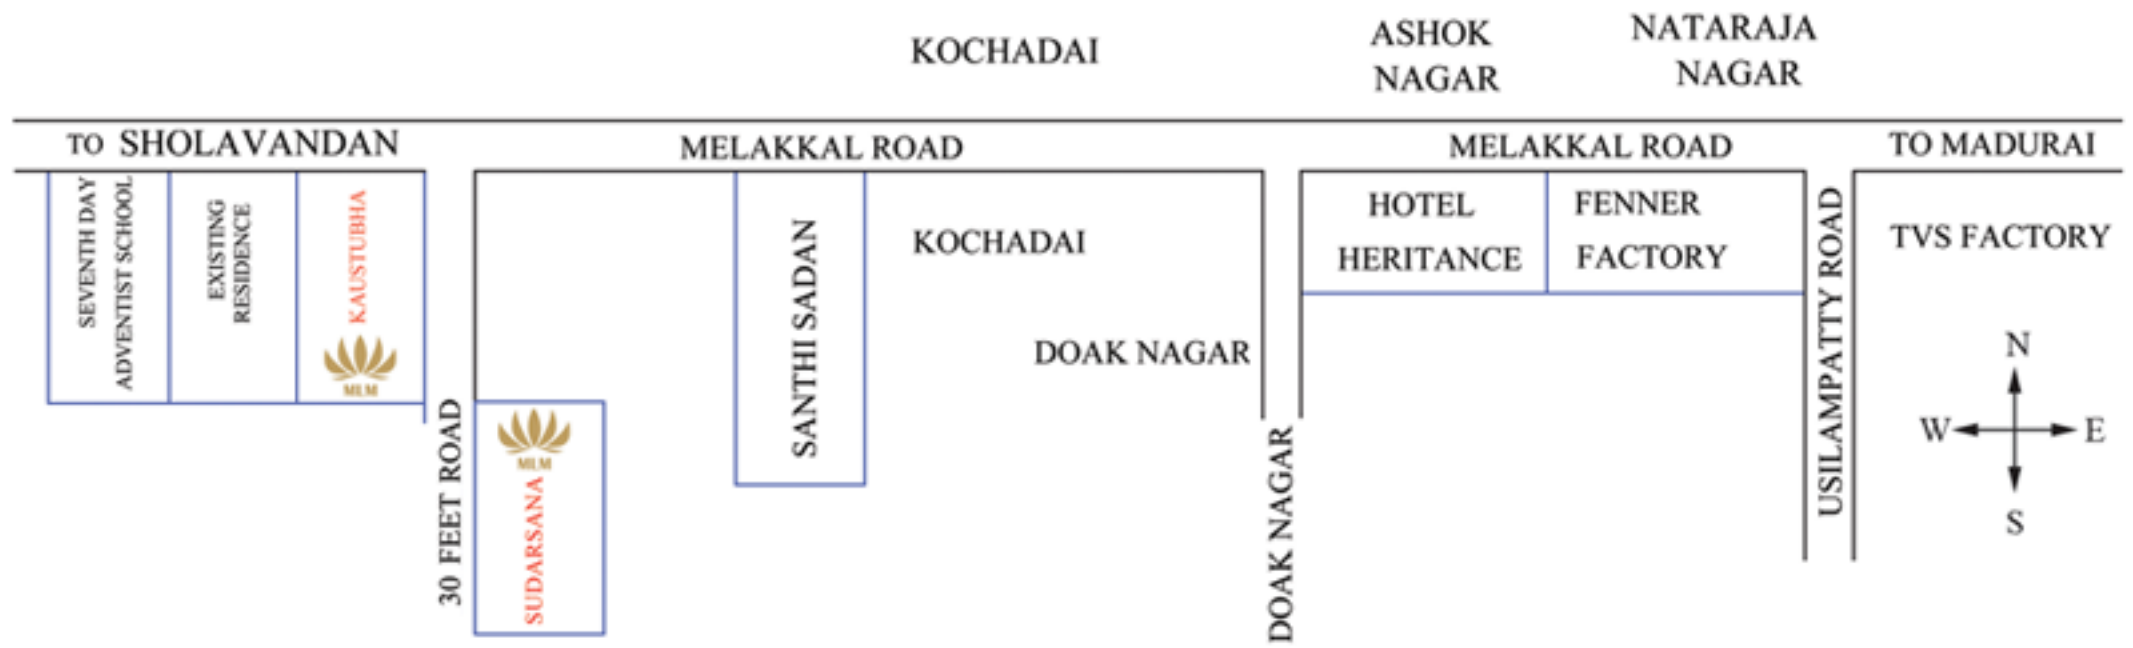 KOCHADAI
ASHOK
NAGAR
NATARAJA
NAGAR
TO SHOLAVANDAN
MELAKKAL ROAD
MELAKKAL ROAD
TO MADURAI
SEVENTH DAY
ADVENTIST SCHOOL
EXISTING
RESIDENCE
KAUSTUBHA
MLM
30 FEET ROAD
MLM
SUDARSANA
SANTHI SADAN
KOCHADAI
DOAK NAGAR
DOAK NAGAR
HOTEL
HERITANCE
FENNER
FACTORY
USILAMPATTY ROAD
TVS FACTORY
N
W E
S